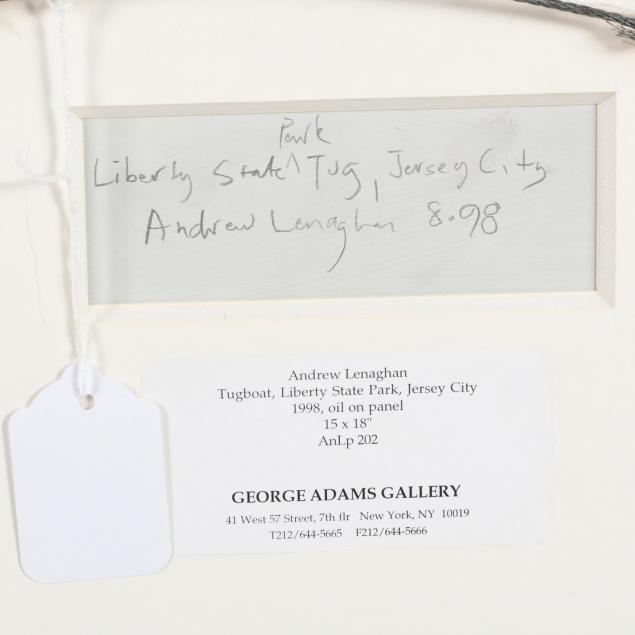 Park
Liberty State ^ Tug, Jersey City
Andrew Lenaghan 8.98
Andrew Lenaghan
Tugboat, Liberty State Park, Jersey City
1998, oil on panel
15 x 18"
AnLp 202
GEORGE ADAMS GALLERY
41 West 57 Street, 7th flr New York, NY 10019
T212/644-5665 F212/644-5666